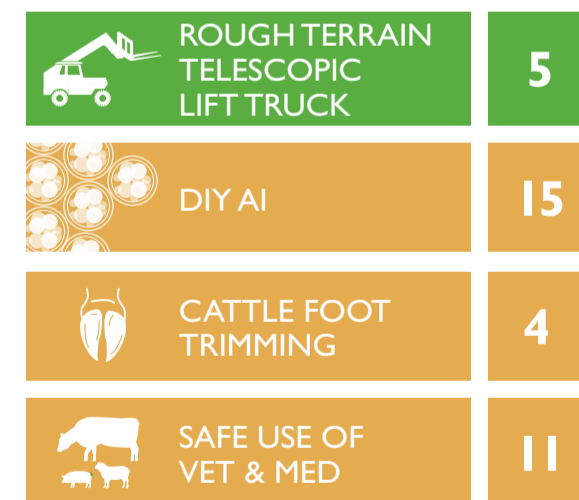 ROUGH TERRAIN
TELESCOPIC
LIFT TRUCK
5
DIY AI
15
CATTLE FOOT
TRIMMING
4
SAFE USE OF
VET & MED
11